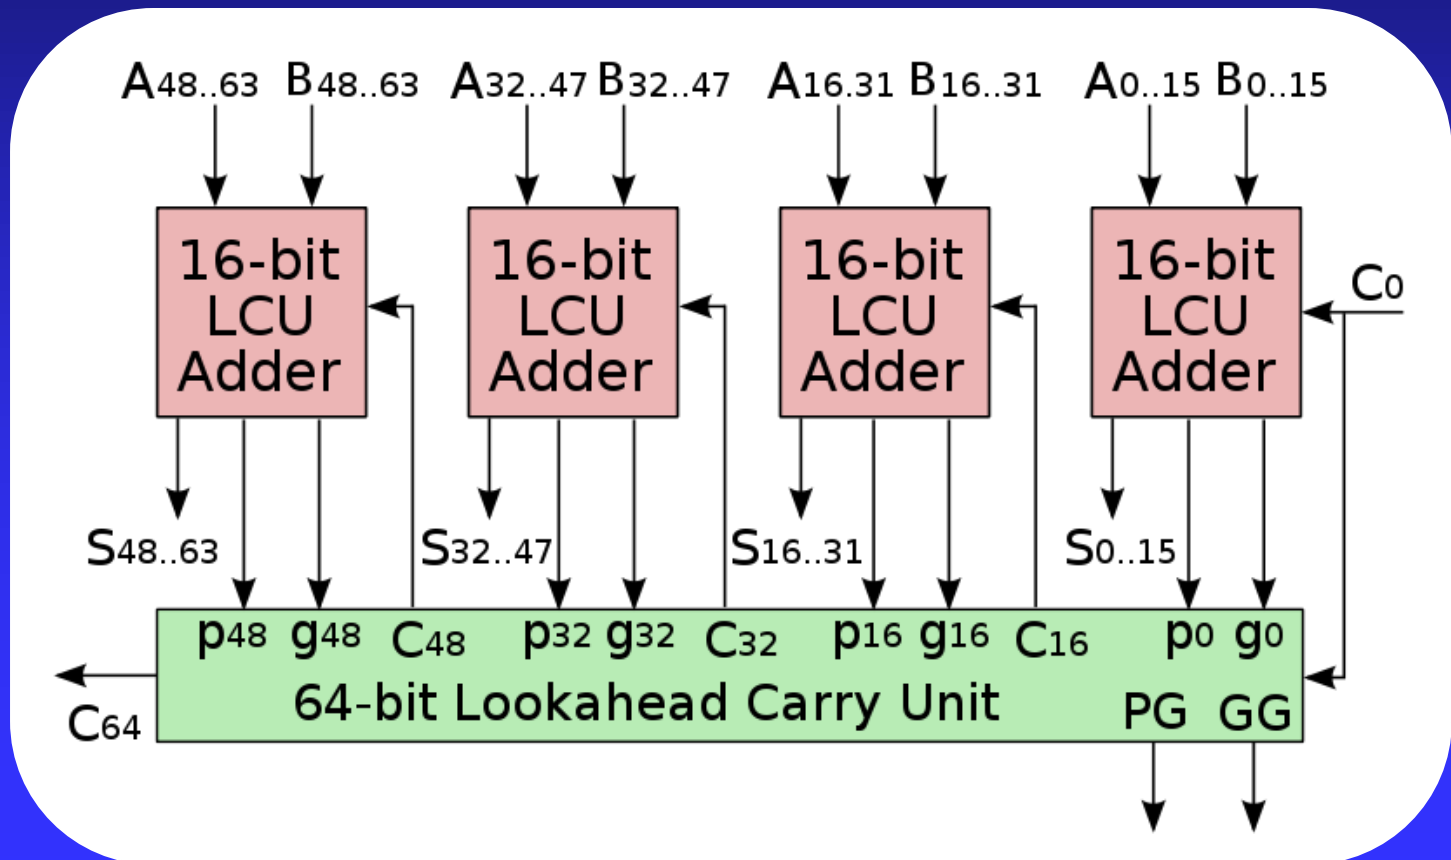 A48..63 B48..63 A32..47 B32..47 A16.31 B16..31 A0..15 B0..15
16-bit 16-bit 16-bit 16-bit
LCU LCU LCU LCU
Adder Adder Adder Adder
C0
S48..63 S32..47 S16..31 S0..15
p48 g48 C48 p32 g32 C32 p16 g16 C16 p0 g0
64-bit Lookahead Carry Unit PG GG
C64